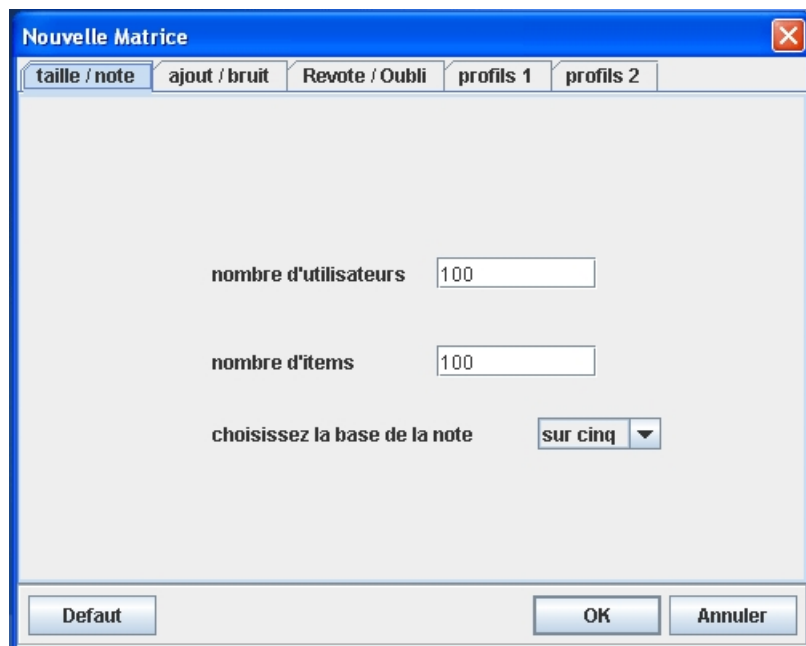 Nouvelle Matrice
taille / note ajout / bruit Revote / Oubli profils 1 profils 2
nombre d'utilisateurs 100
nombre d'items 100
choisissez la base de la note sur cinq
Defaut OK Annuler